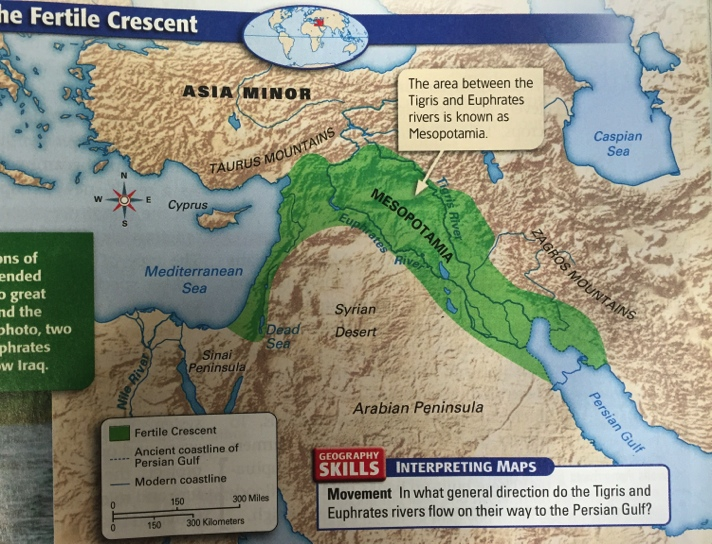 he Fertile Crescent
ASIA MINOR
The area between the
Tigris and Euphrates
rivers is known as
Mesopotamia.
Caspian
Sea
TAURUS MOUNTAINS
N
W E
S
Cyprus
MESOPOTAMIA
Tigris River
Euphrates River
ZAGROS MOUNTAINS
Mediterranean
Sea
ons of
ended
o great
nd the
photo, two
phrates
ow Iraq.
Syrian
Desert
Dead
Sea
Sinai
Peninsula
Nile River
Arabian Peninsula
Persian Gulf
Fertile Crescent
Ancient coastline of
Persian Gulf
Modern coastline
0 150 300 Miles
0 150 300 Kilometers
GEOGRAPHY
SKILLS INTERPRETING MAPS
Movement In what general direction do the Tigris and
Euphrates rivers flow on their way to the Persian Gulf?